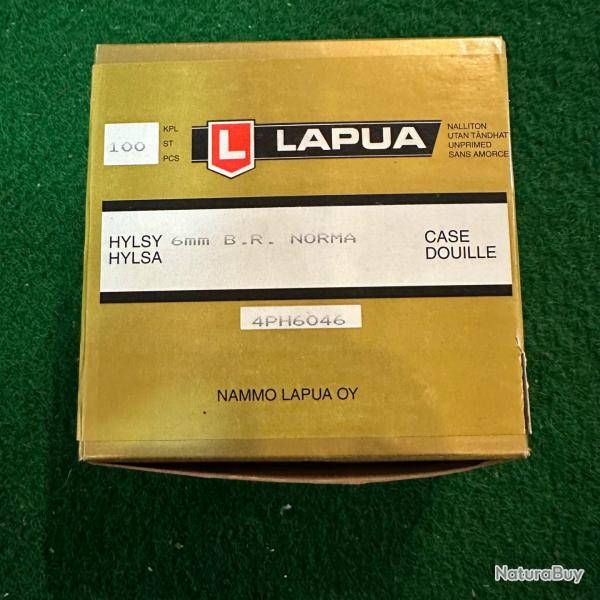 100
KPL
ST
PCS
L LAPUA
NALLITON
UTAN TÄNDHAT
UNPRIMED
SANS AMORCE
HYLSY 6mm B.R. NORMA
HYLSA
CASE
DOUILLE
4PH6046
NAMMO LAPUA OY
NaturaBuy